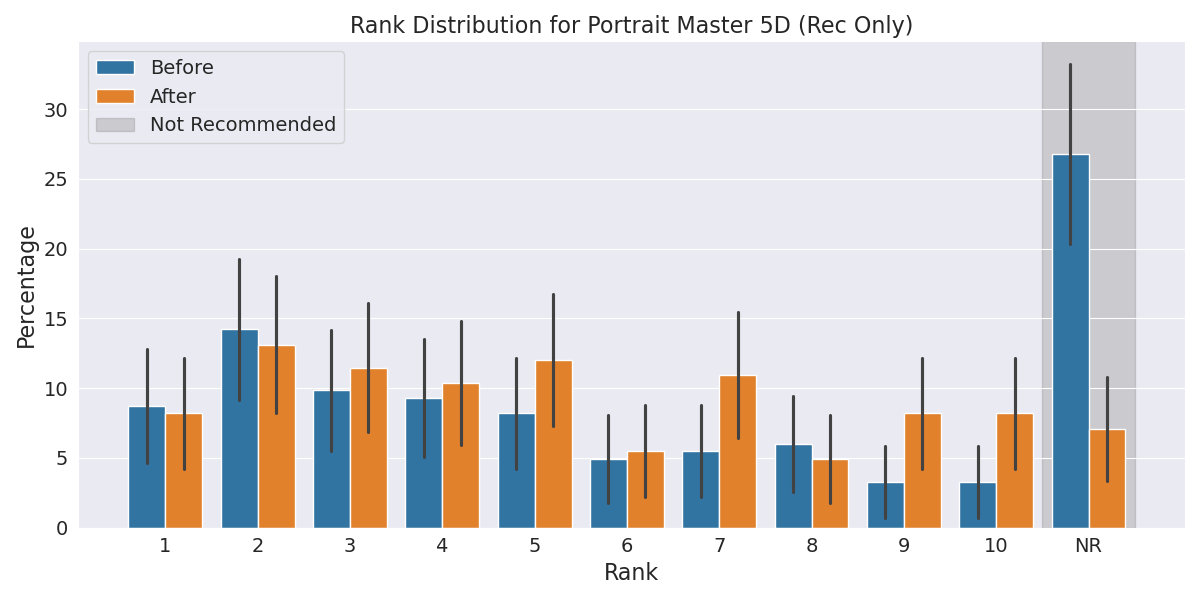 Rank Distribution for Portrait Master 5D (Rec Only)
Before
After
Not Recommended
Percentage
30
25
20
15
10
5
0
1 2 3 4 5 6 7 8 9 10 NR
Rank